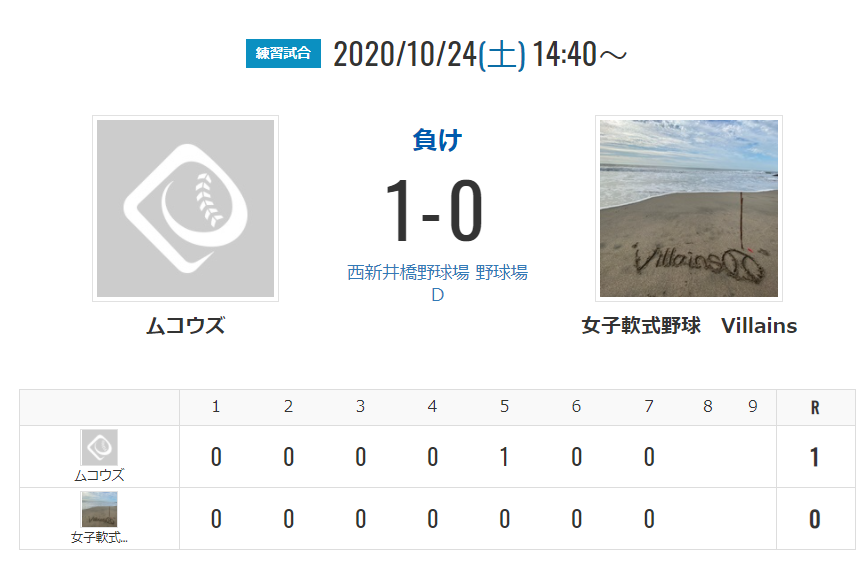 練習試合 2020/10/24(土) 14:40～
負け
1-0
西新井橋野球場 野球場
D
ムコウズ
女子軟式野球　Villains
Villains
1 2 3 4 5 6 7 8 9 R
ムコウズ 0 0 0 0 1 0 0 1
女子軟式... 0 0 0 0 0 0 0 0